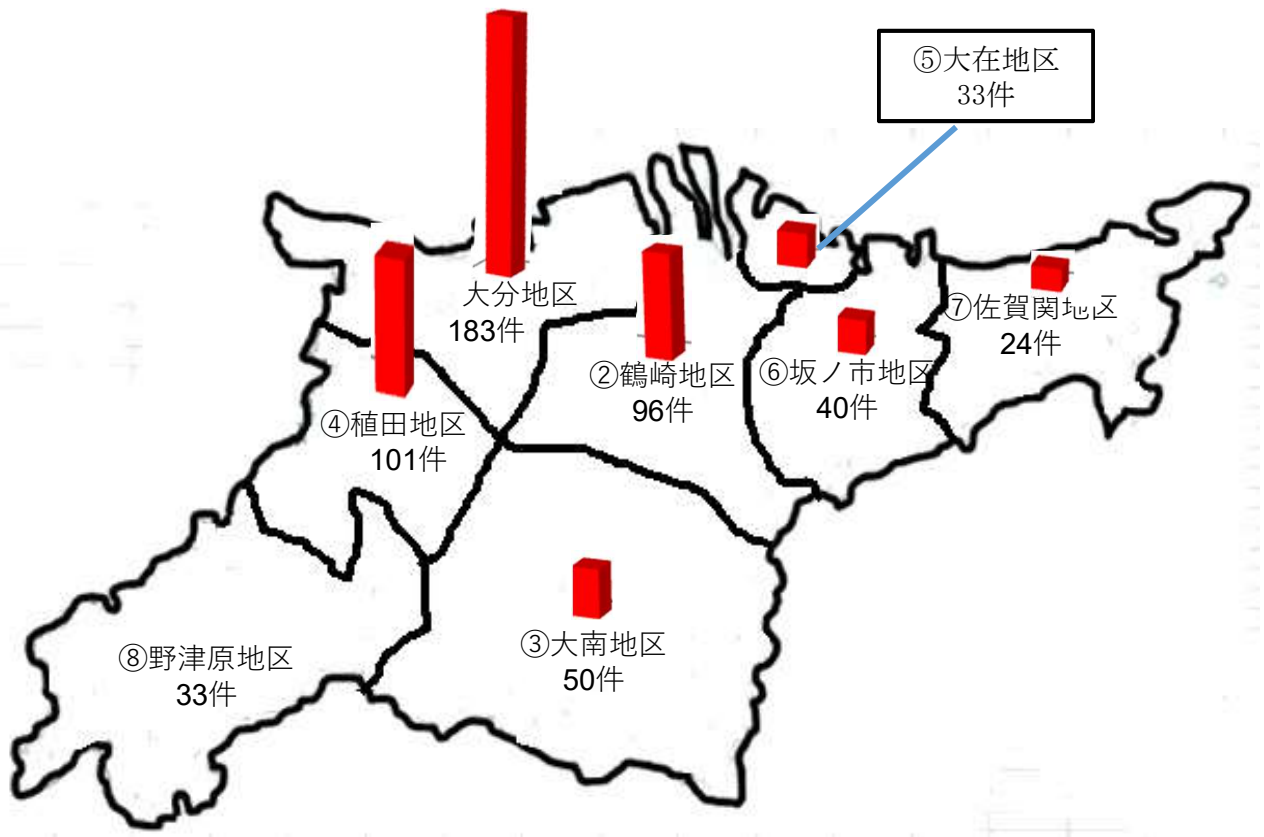 ⑤大在地区
33件
大分地区
183件
⑦佐賀関地区
24件
②鶴崎地区
96件
⑥坂ノ市地区
40件
④稙田地区
101件
③大南地区
50件
⑧野津原地区
33件